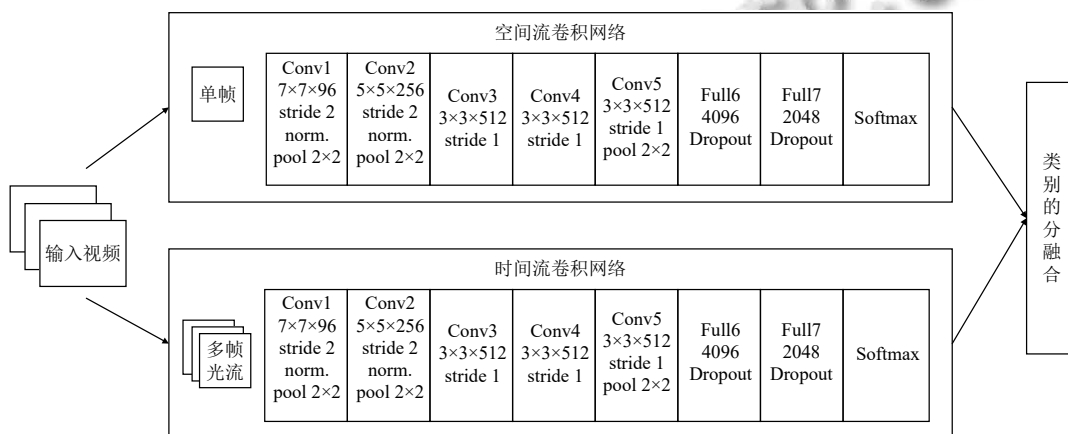 空间流卷积网络
单帧
Conv1
7×7×96
stride 2
norm.
pool 2×2
Conv2
5×5×256
stride 2
norm.
pool 2×2
Conv3
3×3×512
stride 1
Conv4
3×3×512
stride 1
Conv5
3×3×512
stride 1
pool 2×2
Full6
4096
Dropout
Full7
2048
Dropout
Softmax
输入视频
时间流卷积网络
多帧
光流
Conv1
7×7×96
stride 2
norm.
pool 2×2
Conv2
5×5×256
stride 2
norm.
pool 2×2
Conv3
3×3×512
stride 1
Conv4
3×3×512
stride 1
Conv5
3×3×512
stride 1
pool 2×2
Full6
4096
Dropout
Full7
2048
Dropout
Softmax
类别的分融合